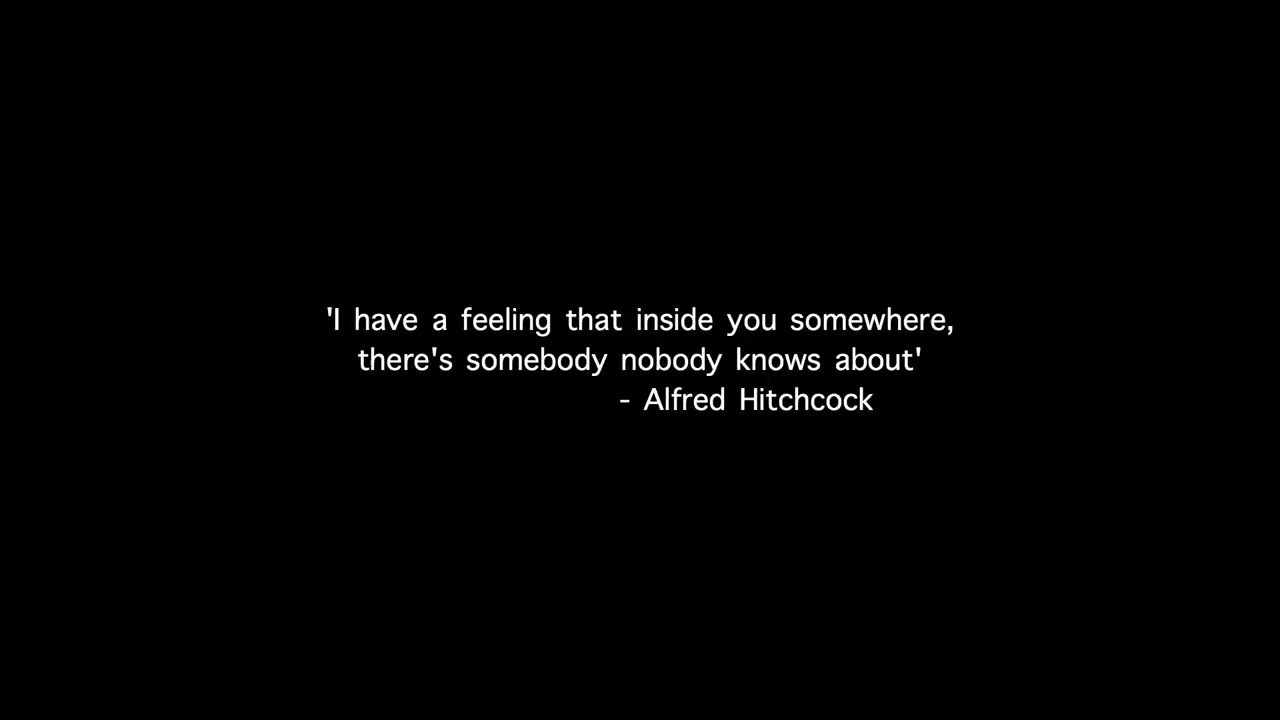 'I have a feeling that inside you somewhere,
there's somebody nobody knows about'
- Alfred Hitchcock